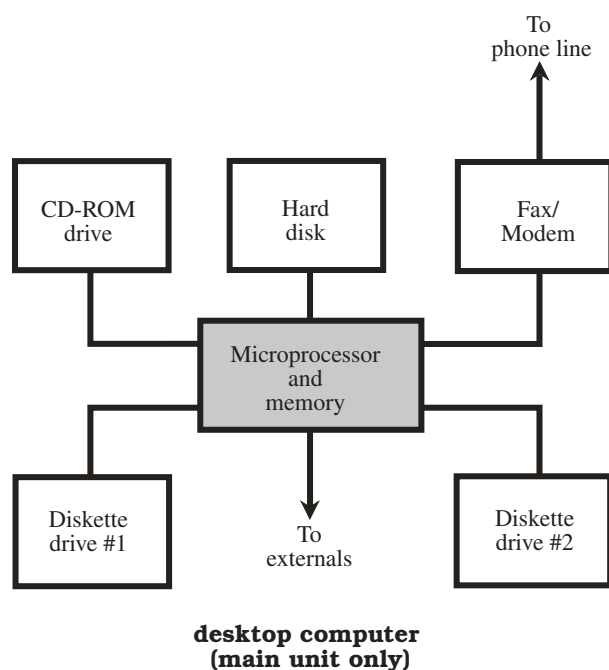 To
phone line
CD-ROM
drive
Hard
disk
Fax/
Modem
Microprocessor
and
memory
Diskette
drive #1
To
externals
Diskette
drive #2
desktop computer
(main unit only)